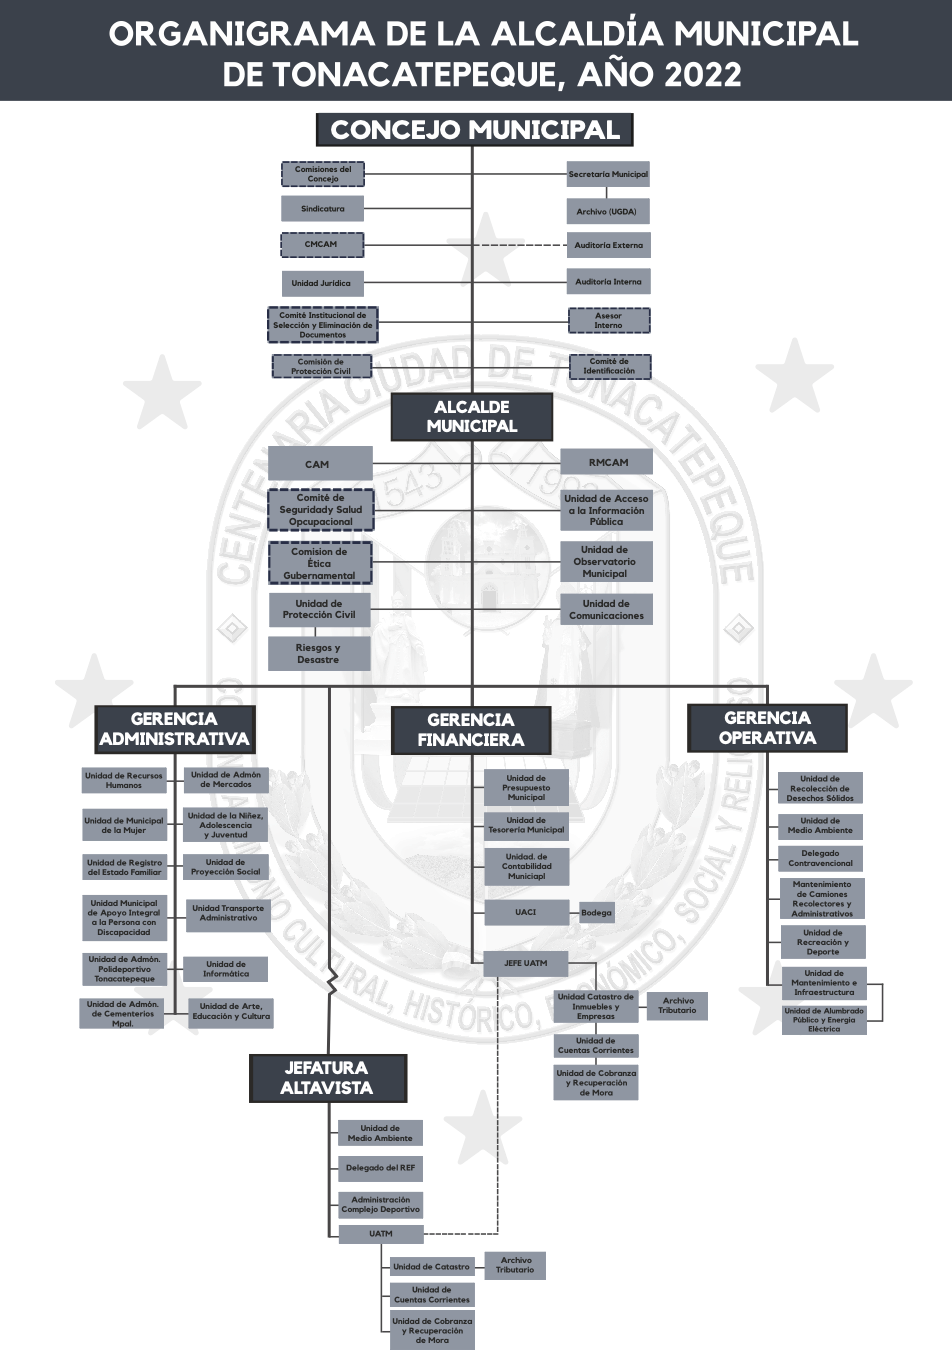 ORGANIGRAMA DE LA ALCALDÍA MUNICIPAL
DE TONACATEPEQUE, AÑO 2022
CONCEJO MUNICIPAL
Comisiones del
Concejo
Secretaría Municipal
Sindicatura
Archivo (UGDA)
CMCAM
Auditoría Externa
Unidad Jurídica
Auditoría Interna
Comité Institucional de
Selección y Eliminación de
Documentos
Asesor
Interno
Comisión de
Protección Civil
Comité de
Identificación
ALCALDE
MUNICIPAL
CAM
RMCAM
Comité de
Seguridady Salud
Opcupacional
Unidad de Acceso
a la Información
Pública
Comision de
Ética
Gubernamental
Unidad de
Observatorio
Municipal
Unidad de
Protección Civil
Unidad de
Comunicaciones
Riesgos y
Desastre
GERENCIA
ADMINISTRATIVA
Unidad de Recursos
Humanos
Unidad de Admón
de Mercados
Unidad de Municipal
de la Mujer
Unidad de la Niñez,
Adolescencia
y Juventud
Unidad de Registro
del Estado Familiar
Unidad de
Proyección Social
Unidad Municipal
de Apoyo Integral
a la Persona con
Discapacidad
Unidad Transporte
Administrativo
Unidad de Admón.
Polideportivo
Tonacatepeque
Unidad de
Informática
Unidad de Admón.
de Cementerios
Mpal.
Unidad de Arte,
Educación y Cultura
GERENCIA
FINANCIERA
Unidad de
Presupuesto
Municipal
Unidad de
Tesorería Municipal
Unidad. de
Contabilidad
Municiapl
UACI
Bodega
JEFE UATM
Unidad Catastro de
Inmuebles y
Empresas
Archivo
Tributario
Unidad de
Cuentas Corrientes
Unidad de Cobranza
y Recuperación
de Mora
GERENCIA
OPERATIVA
Unidad de
Recolección de
Desechos Sólidos
Unidad de
Medio Ambiente
Delegado
Contravencional
Mantenimiento
de Camiones
Recolectores y
Administrativos
Unidad de
Recreación y
Deporte
Unidad de
Mantenimiento e
Infraestructura
Unidad de Alumbrado
Público y Energía
Eléctrica
JEFATURA
ALTAVISTA
Unidad de
Medio Ambiente
Delegado del REF
Administración
Complejo Deportivo
UATM
Unidad de Catastro
Archivo
Tributario
Unidad de
Cuentas Corrientes
Unidad de Cobranza
y Recuperación
de Mora
CENTENARIA CIUDAD DE TONACATEPEQUE
1543